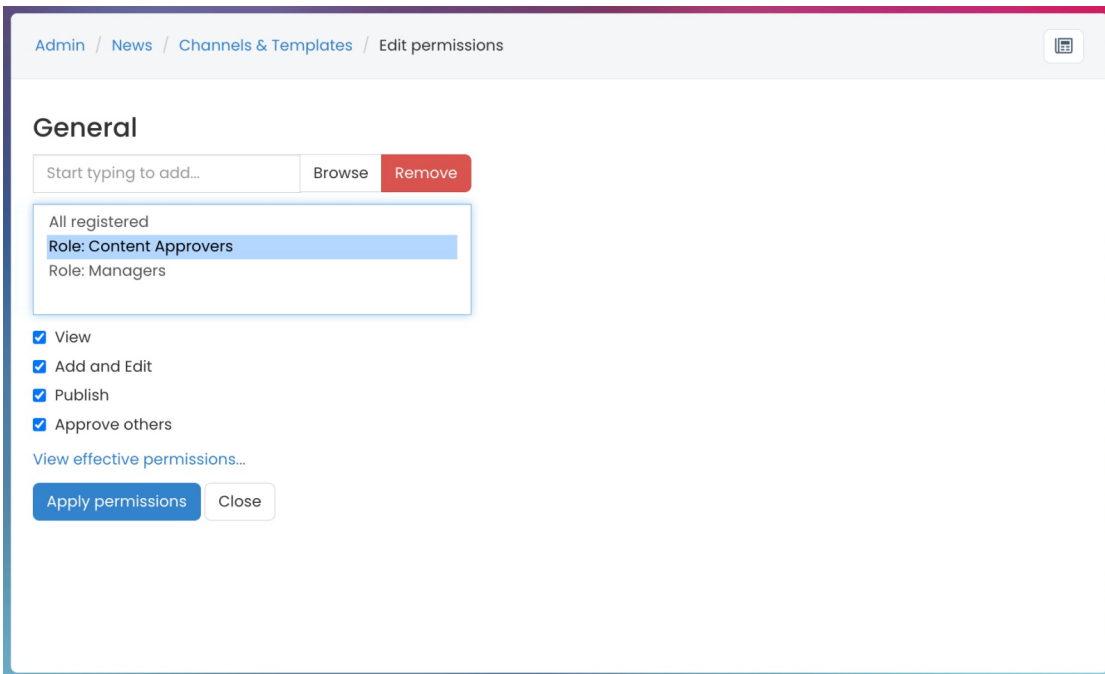 Admin / News / Channels & Templates / Edit permissions
General
Start typing to add... Browse Remove
All registered
Role: Content Approvers
Role: Managers
View
Add and Edit
Publish
Approve others
View effective permissions...
Apply permissions Close